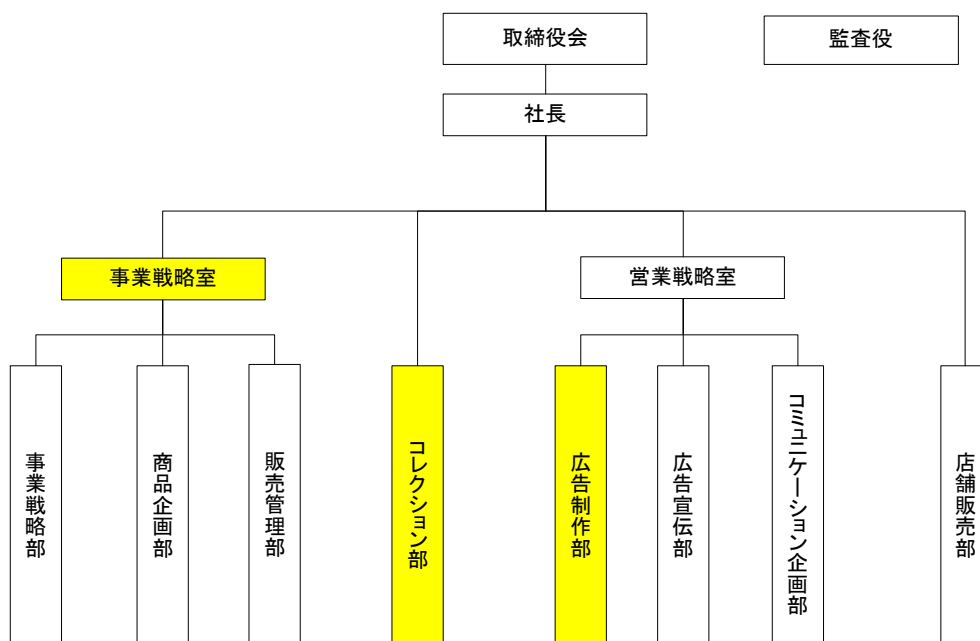 取締役会
監査役
社長
事業戦略室
営業戦略室
事業戦略部
商品企画部
販売管理部
コレクション部
広告制作部
広告宣伝部
コミュニケーション企画部
店舗販売部